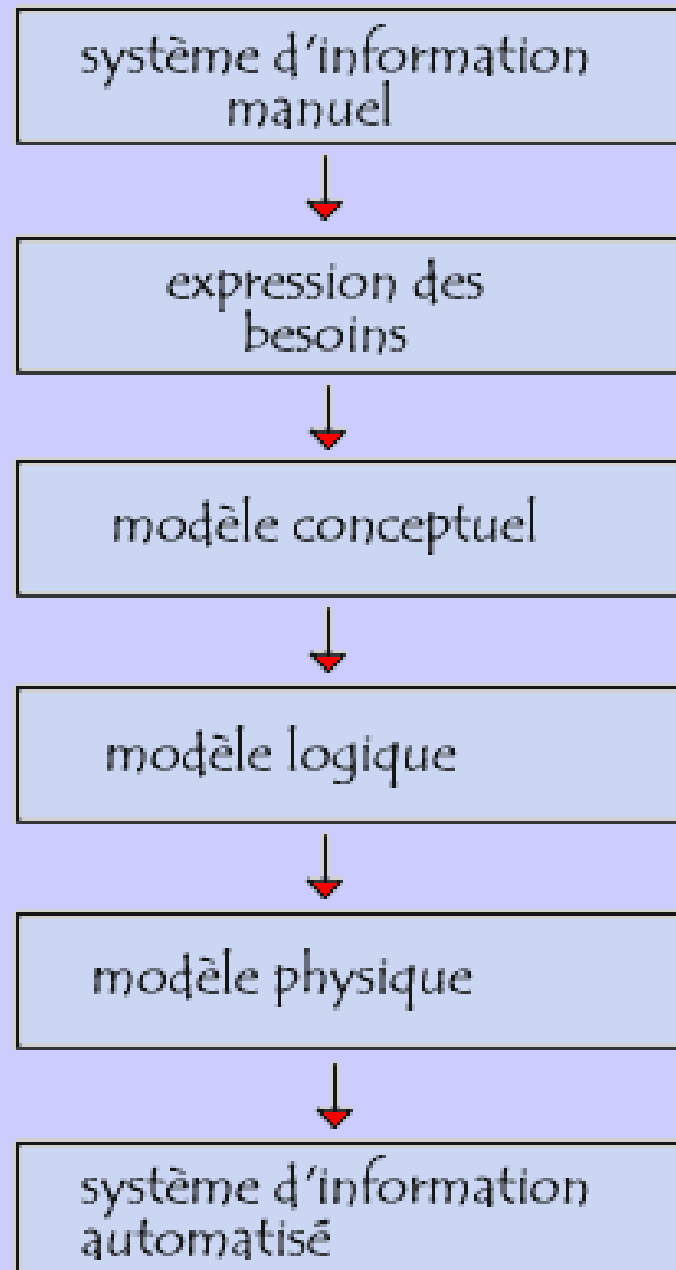 système d'information
manuel
expression des
besoins
modèle conceptuel
modèle logique
modèle physique
système d'information
automatisé